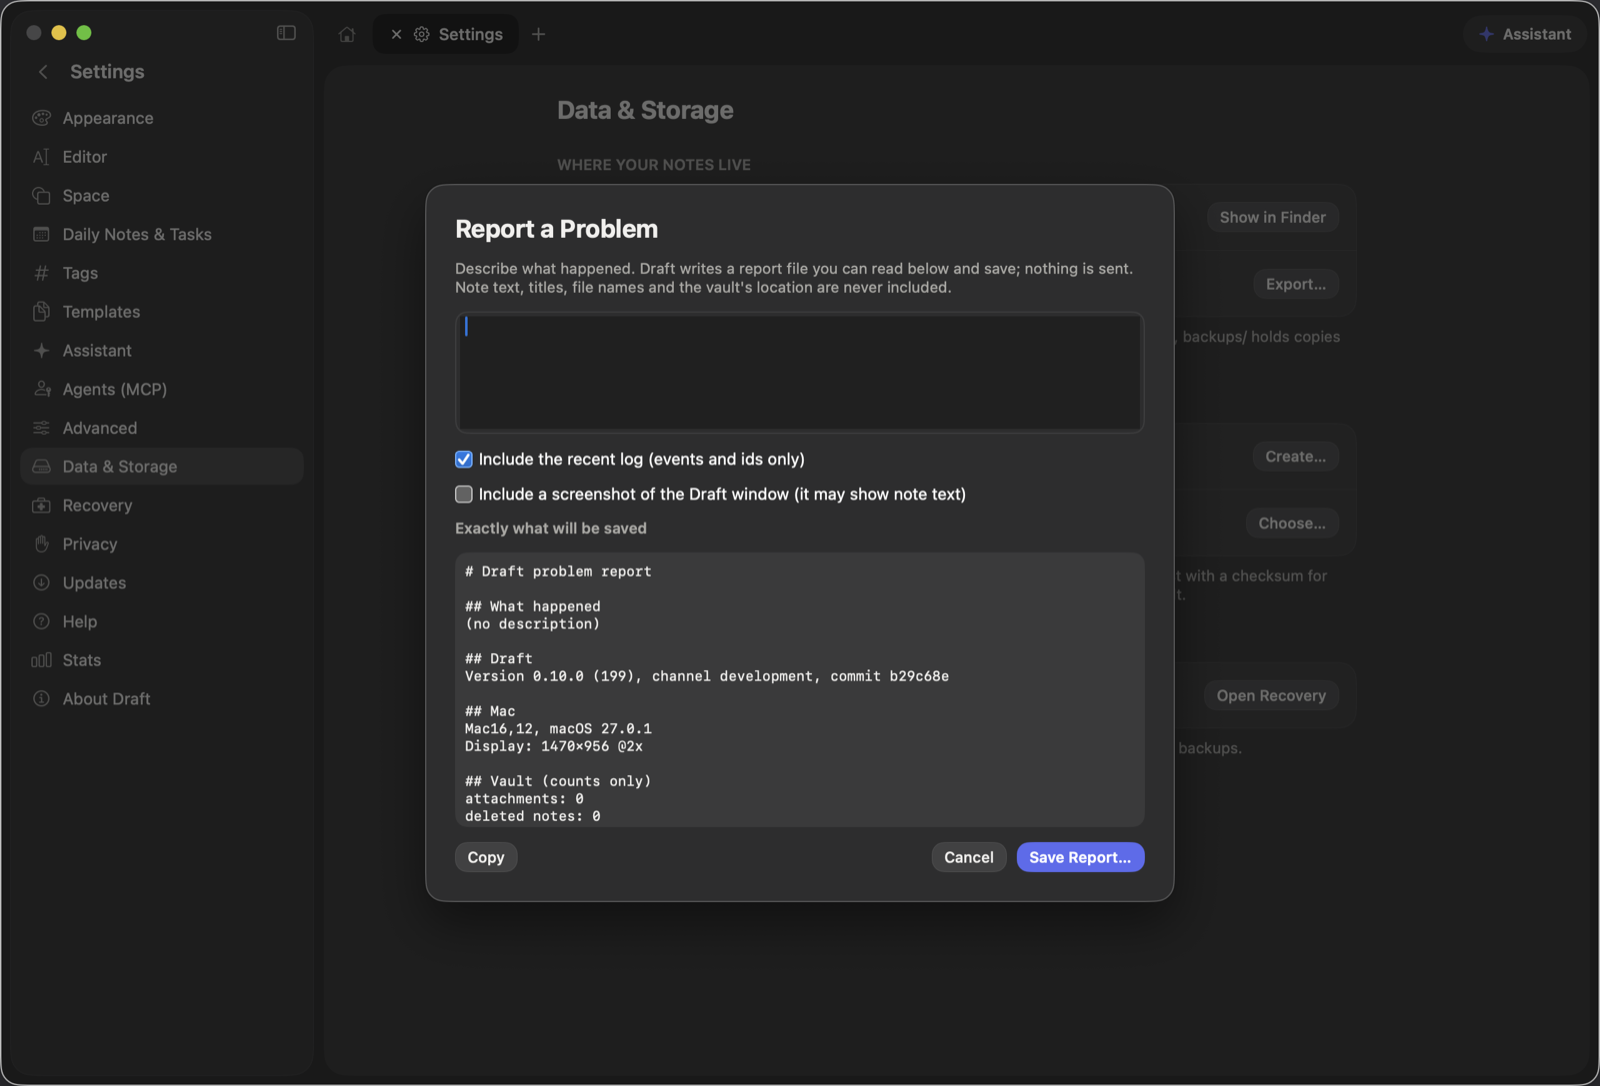 Settings
Assistant
Settings
Appearance
Editor
Space
Daily Notes & Tasks
Tags
Templates
Assistant
Agents (MCP)
Advanced
Data & Storage
Recovery
Privacy
Updates
Help
Stats
About Draft
Data & Storage
WHERE YOUR NOTES LIVE
Show in Finder
Export...
, backups/ holds copies
Create...
Choose...
t with a checksum for
t.
Open Recovery
backups.
Report a Problem
Describe what happened. Draft writes a report file you can read below and save; nothing is sent.
Note text, titles, file names and the vault's location are never included.
Include the recent log (events and ids only)
Include a screenshot of the Draft window (it may show note text)
Exactly what will be saved
# Draft problem report
## What happened
(no description)
## Draft
Version 0.10.0 (199), channel development, commit b29c68e
## Mac
Mac16,12, macOS 27.0.1
Display: 1470×956 @2x
## Vault (counts only)
attachments: 0
deleted notes: 0
Copy
Cancel
Save Report...